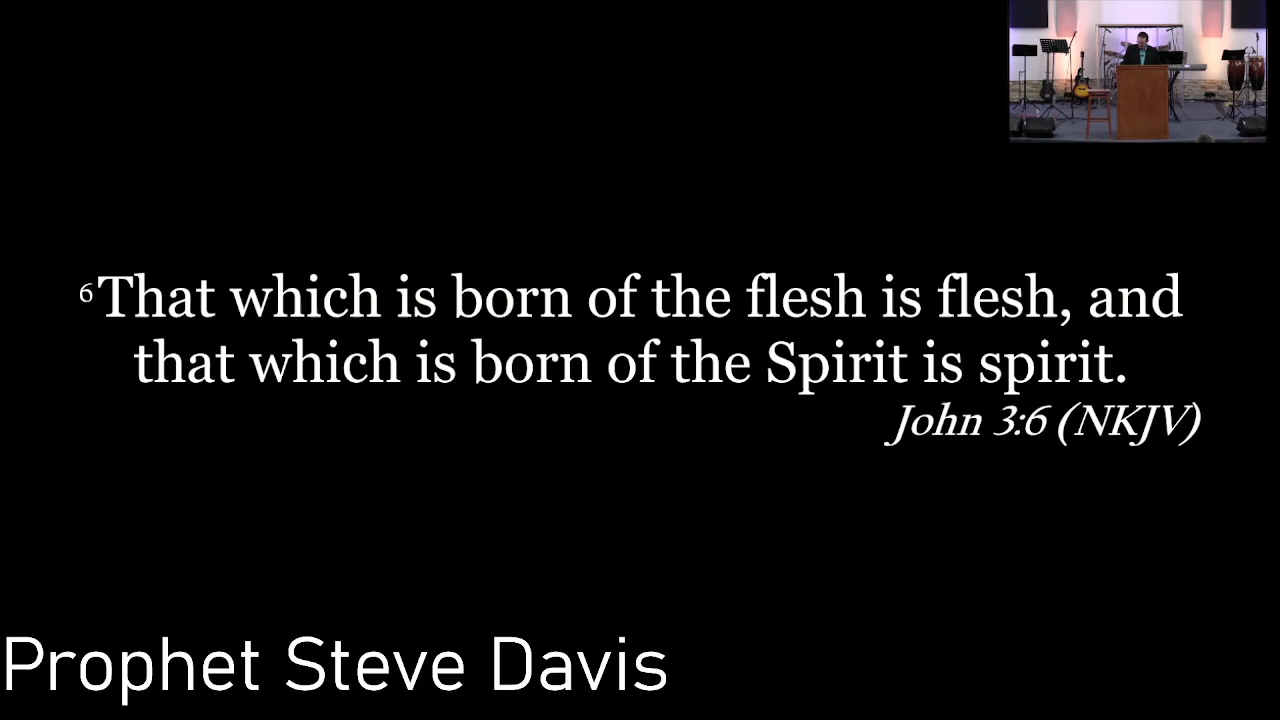 6That which is born of the flesh is flesh, and
that which is born of the Spirit is spirit.
John 3:6 (NKJV)
Prophet Steve Davis